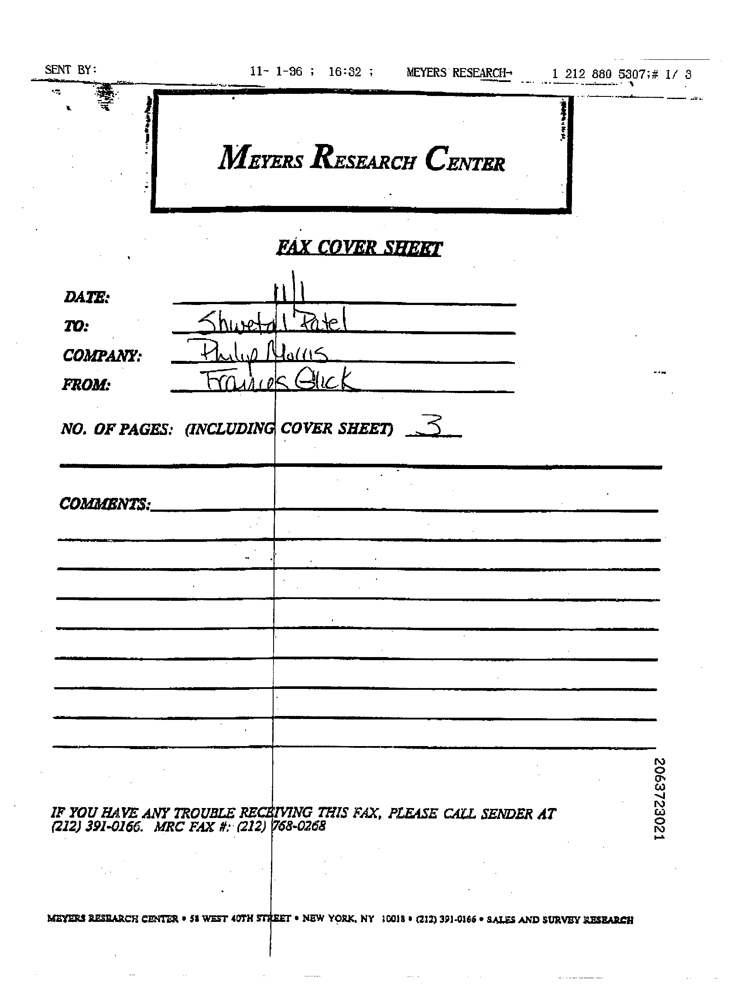 SENT BY: 11- 1-96 ; 16:32 ; MEYERS RESEARCH→ 1 212 880 5307;# 1/ 3
MEYERS RESEARCH CENTER
FAX COVER SHEET
DATE: 11/1
TO: Shwetal Patel
COMPANY: Philip Morris
FROM: Frances Glick
NO. OF PAGES: (INCLUDING COVER SHEET) 3
COMMENTS:
2063723021
IF YOU HAVE ANY TROUBLE RECEIVING THIS FAX, PLEASE CALL SENDER AT
(212) 391-0166. MRC FAX #: (212) 768-0268
MEYERS RESEARCH CENTER • 58 WEST 40TH STREET • NEW YORK, NY 10018 • (212) 391-0166 • SALES AND SURVEY RESEARCH